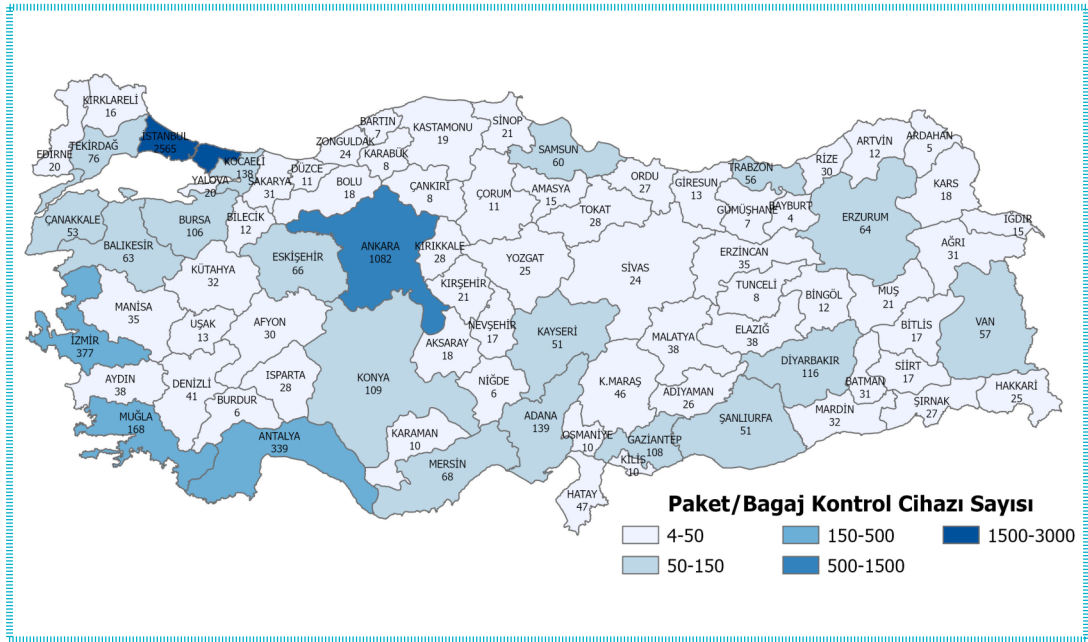 KIRKLARELİ
16
EDİRNE
20
TEKİRDAĞ
76
İSTANBUL
2565
KOCAELİ
138
YALOVA
20
SAKARYA
31
DÜZCE
11
ZONGULDAK
24
BARTIN
7
KARABÜK
8
KASTAMONU
19
SİNOP
21
SAMSUN
60
ORDU
27
GİRESUN
13
TRABZON
56
RİZE
30
ARTVİN
12
ARDAHAN
5
KARS
18
IĞDIR
15
ÇANAKKALE
53
BALIKESİR
63
BURSA
106
BİLECİK
12
BOLU
18
ÇANKIRI
8
ÇORUM
11
AMASYA
15
TOKAT
28
GÜMÜŞHANE
7
BAYBURT
4
ERZURUM
64
AĞRI
31
KÜTAHYA
32
ESKİŞEHİR
66
ANKARA
1082
KIRIKKALE
28
YOZGAT
25
SİVAS
24
ERZİNCAN
35
TUNCELİ
8
BİNGÖL
12
MUŞ
21
BİTLİS
17
VAN
57
MANİSA
35
UŞAK
13
AFYON
30
KIRŞEHİR
21
NEVŞEHİR
17
AKSARAY
18
KAYSERİ
51
MALATYA
38
ELAZIĞ
38
DİYARBAKIR
116
BATMAN
31
SİİRT
17
ŞIRNAK
27
HAKKARİ
25
İZMİR
377
AYDIN
38
DENİZLİ
41
BURDUR
6
ISPARTA
28
KONYA
109
NİĞDE
6
K.MARAŞ
46
ADIYAMAN
26
ŞANLIURFA
51
MARDİN
32
MUĞLA
168
ANTALYA
339
KARAMAN
10
MERSİN
68
ADANA
139
OSMANİYE
10
GAZİANTEP
108
KİLİS
10
HATAY
47
Paket/Bagaj Kontrol Cihazı Sayısı
4-50
150-500
1500-3000
50-150
500-1500